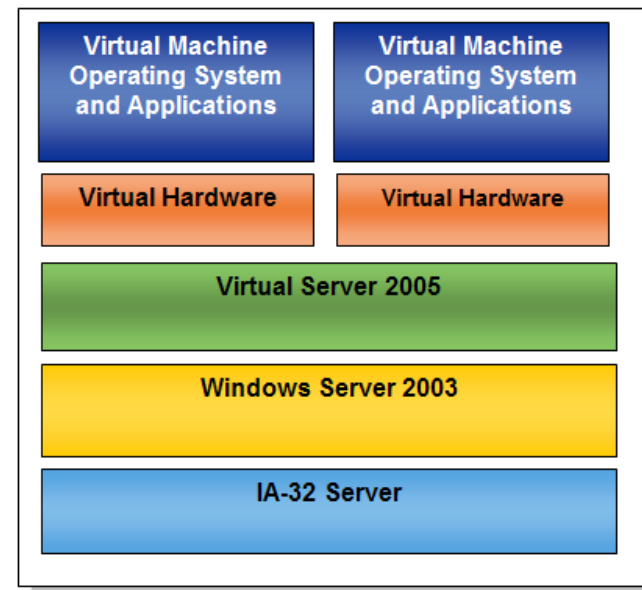 Virtual Machine
Operating System
and Applications
Virtual Machine
Operating System
and Applications
Virtual Hardware
Virtual Hardware
Virtual Server 2005
Windows Server 2003
IA-32 Server